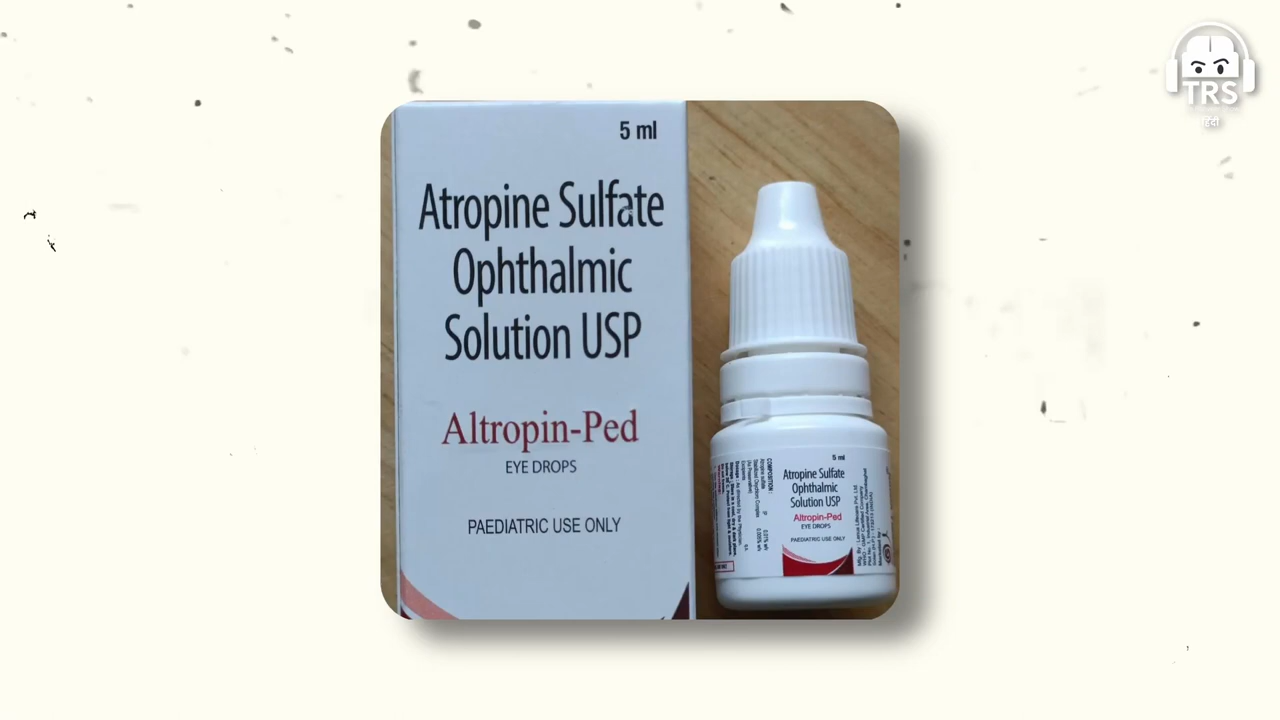 TRS
हिंदी
5 ml
Atropine Sulfate
Ophthalmic
Solution USP
Altropin-Ped
EYE DROPS
PAEDIATRIC USE ONLY
5 ml
Atropine Sulfate
Ophthalmic
Solution USP
Altropin-Ped
EYE DROPS
PAEDIATRIC USE ONLY
COMPOSITION: